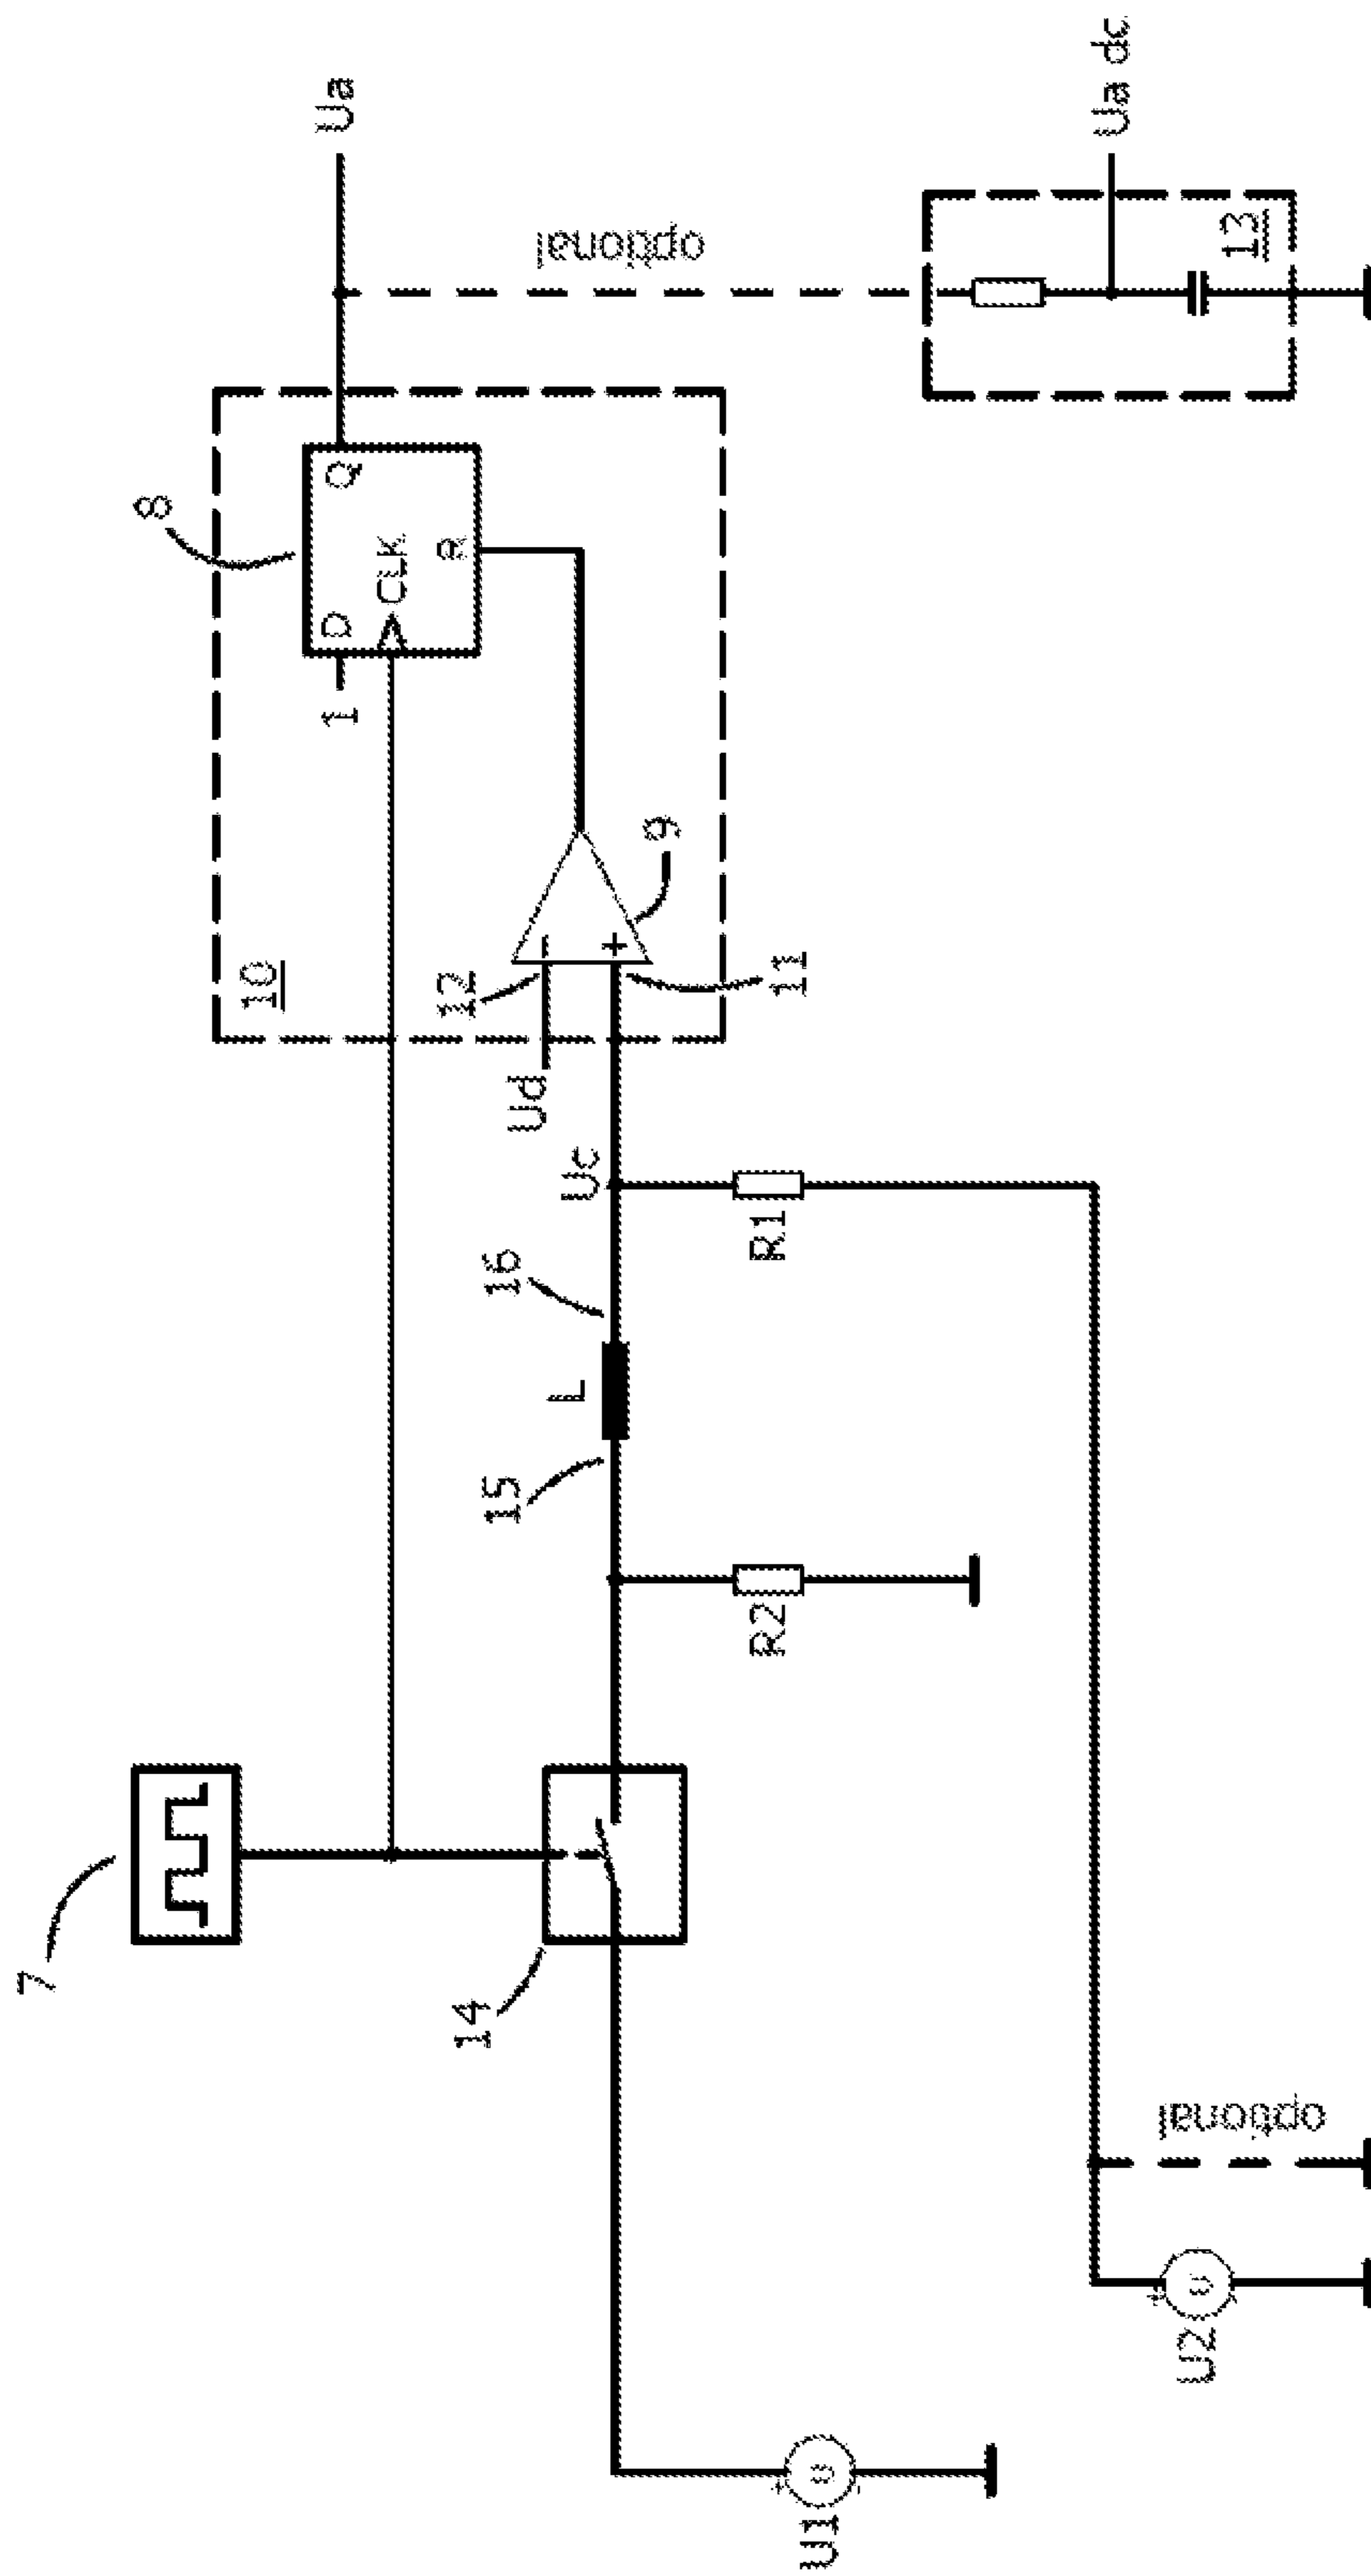 7
8
Ua
10
D
Q
1
CLK
R
14
12
Ud
-
+
9
11
15
L
16
Uc
optional
R2
R1
U1
U
+
-
U2
U
+
-
optional
Ua dc
13